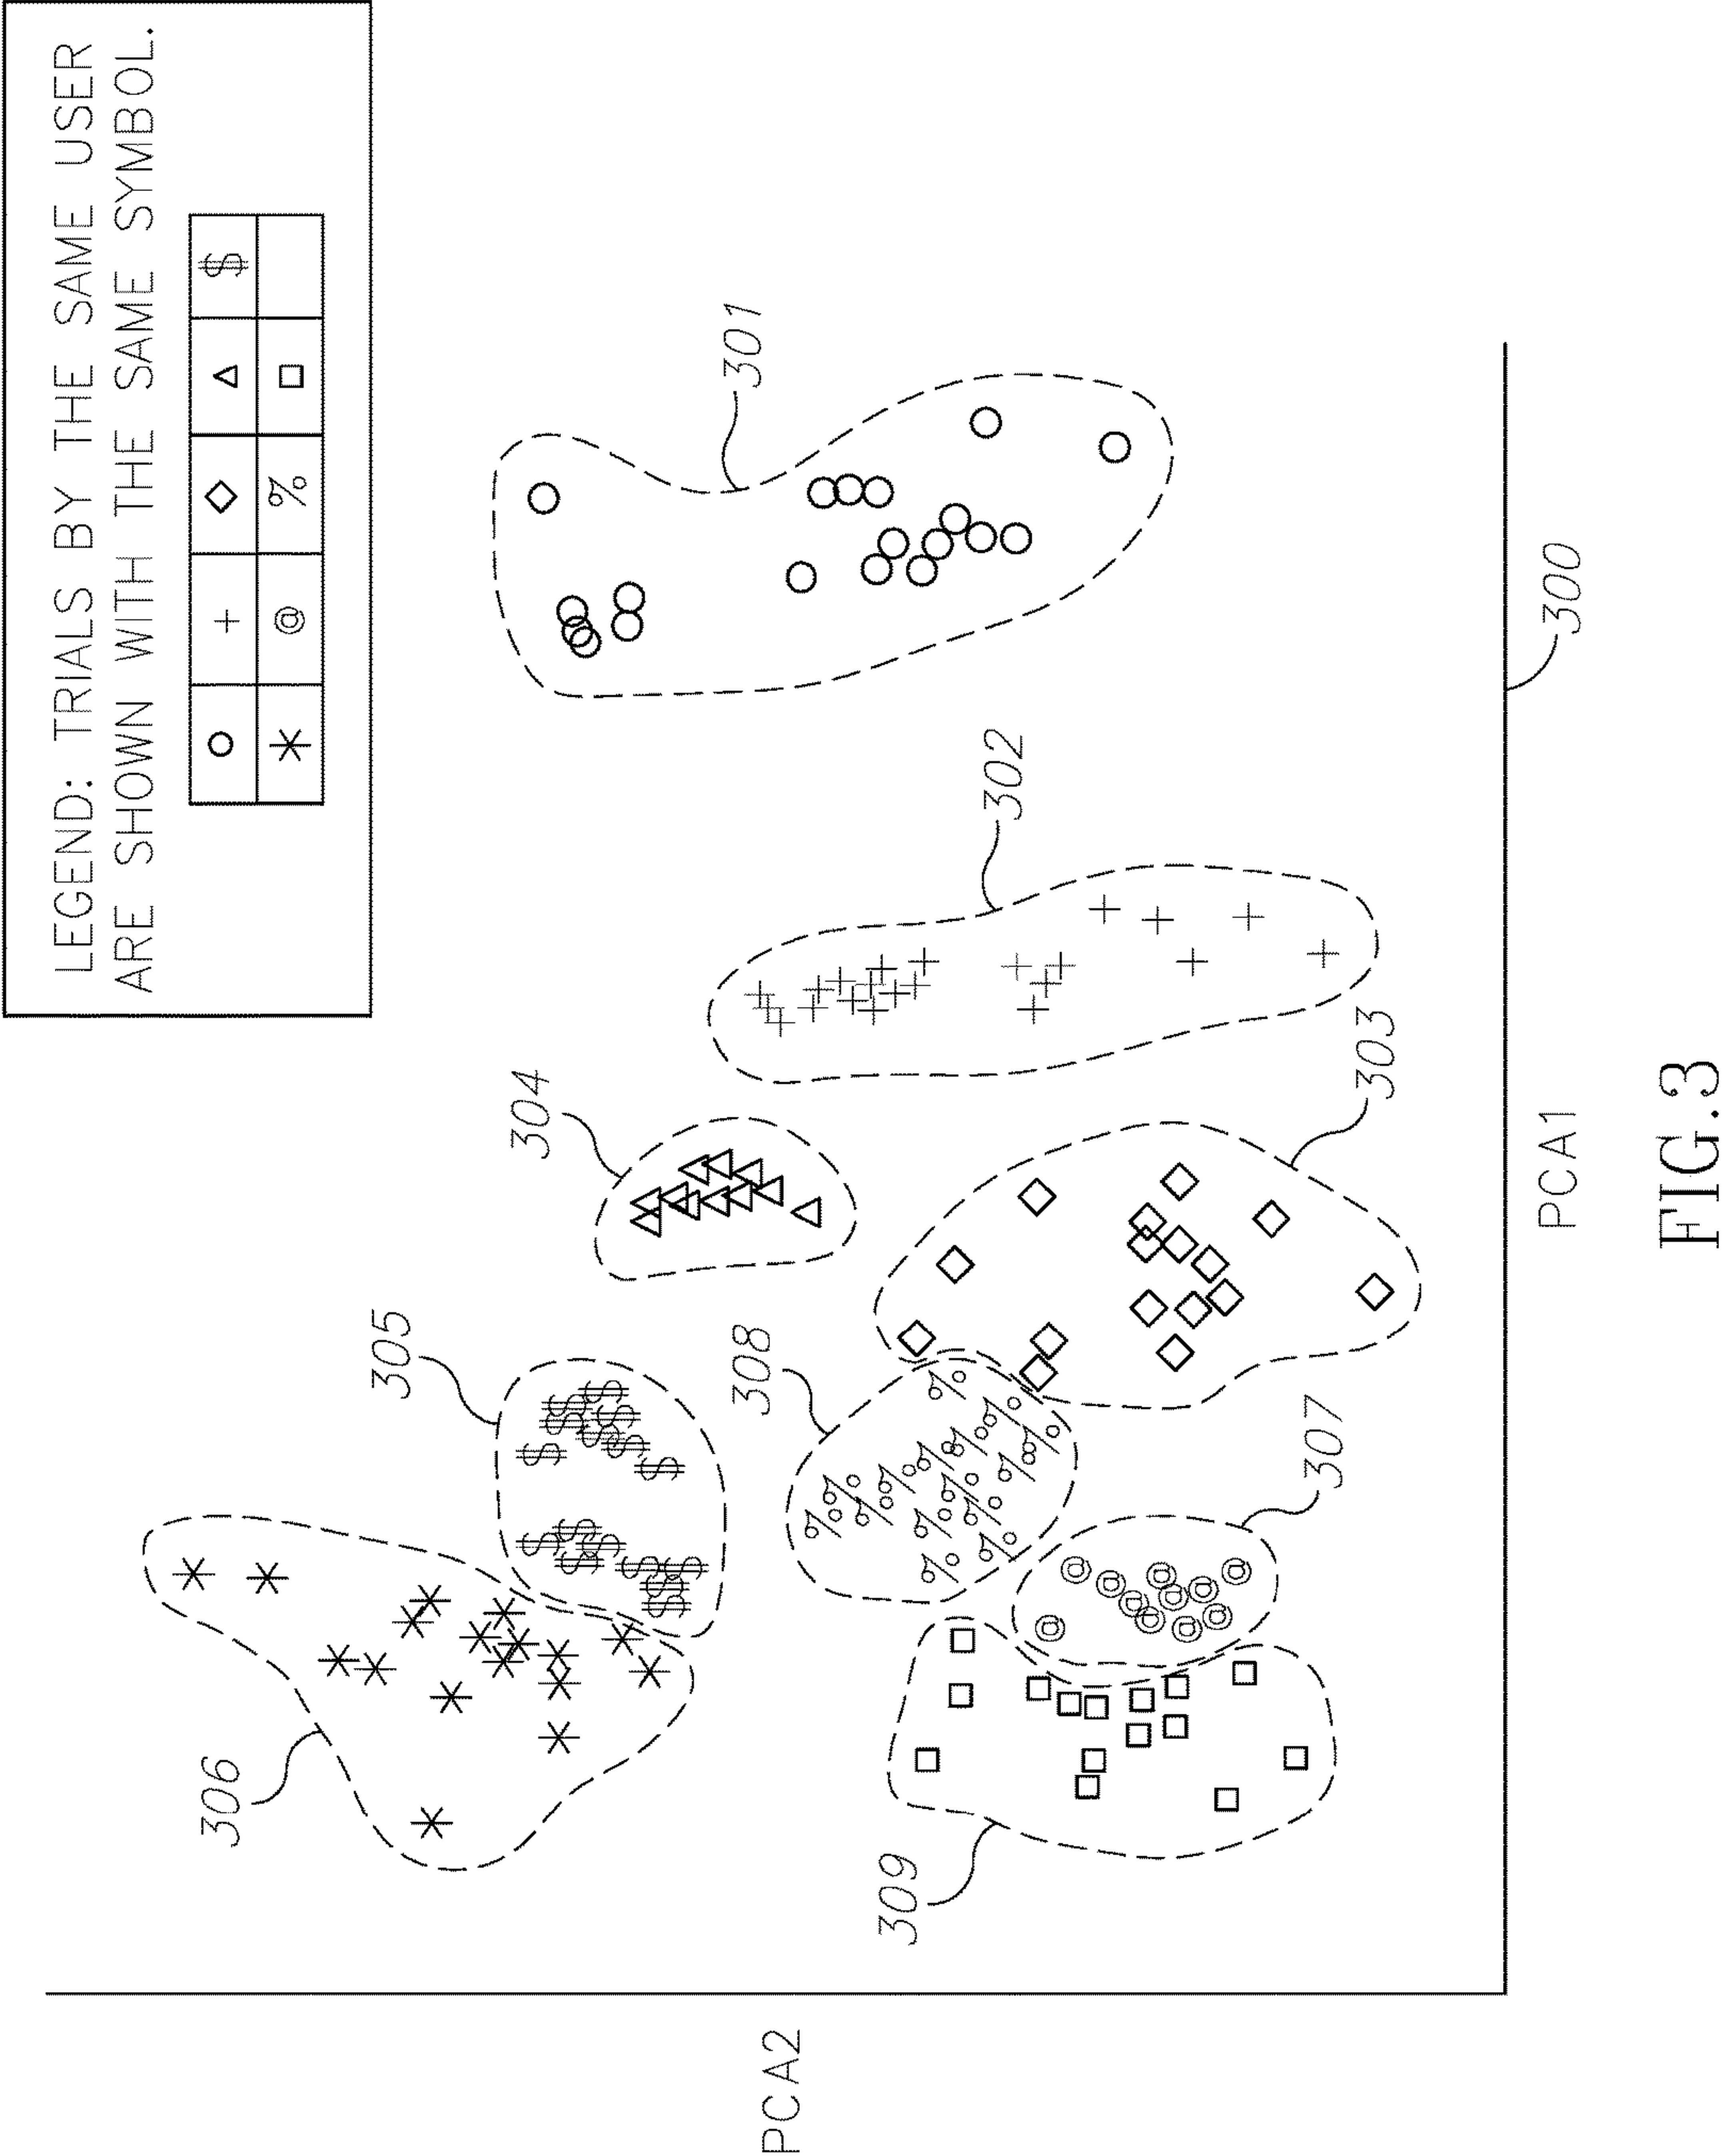 LEGEND: TRIALS BY THE SAME USER
ARE SHOWN WITH THE SAME SYMBOL.
○ + ◇ △ $
* @ % □
301
302
303
304
305
306
307
308
309
300
PCA2
PCA1
FIG.3